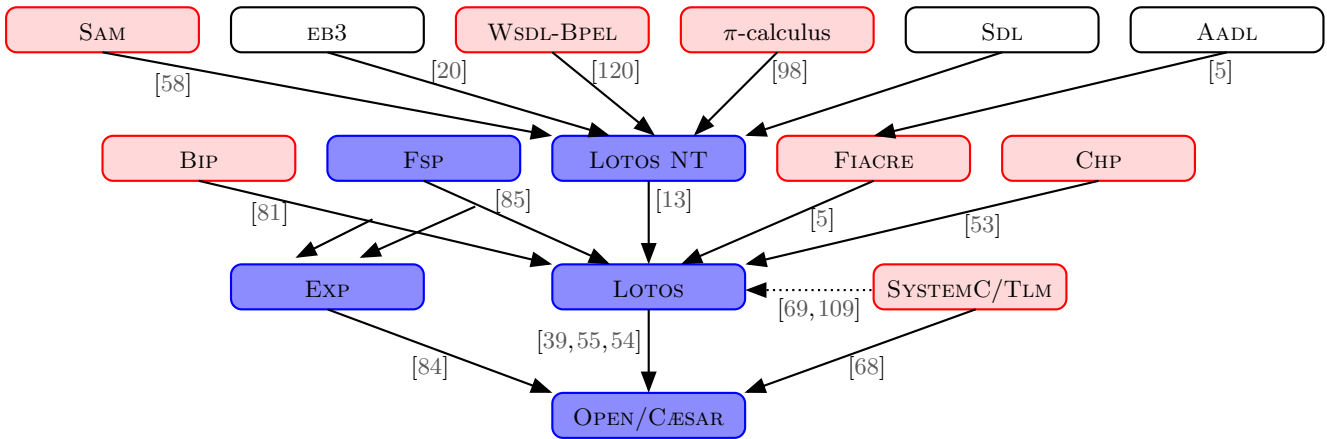 Sam
eb3
Wsdl-Bpel
π-calculus
Sdl
Aadl
[58]
[20]
[120]
[98]
[5]
Bip
Fsp
Lotos NT
Fiacre
Chp
[81]
[85]
[13]
[5]
[53]
Exp
Lotos
SystemC/Tlm
[69,109]
[84]
[39,55,54]
[68]
Open/Cæsar